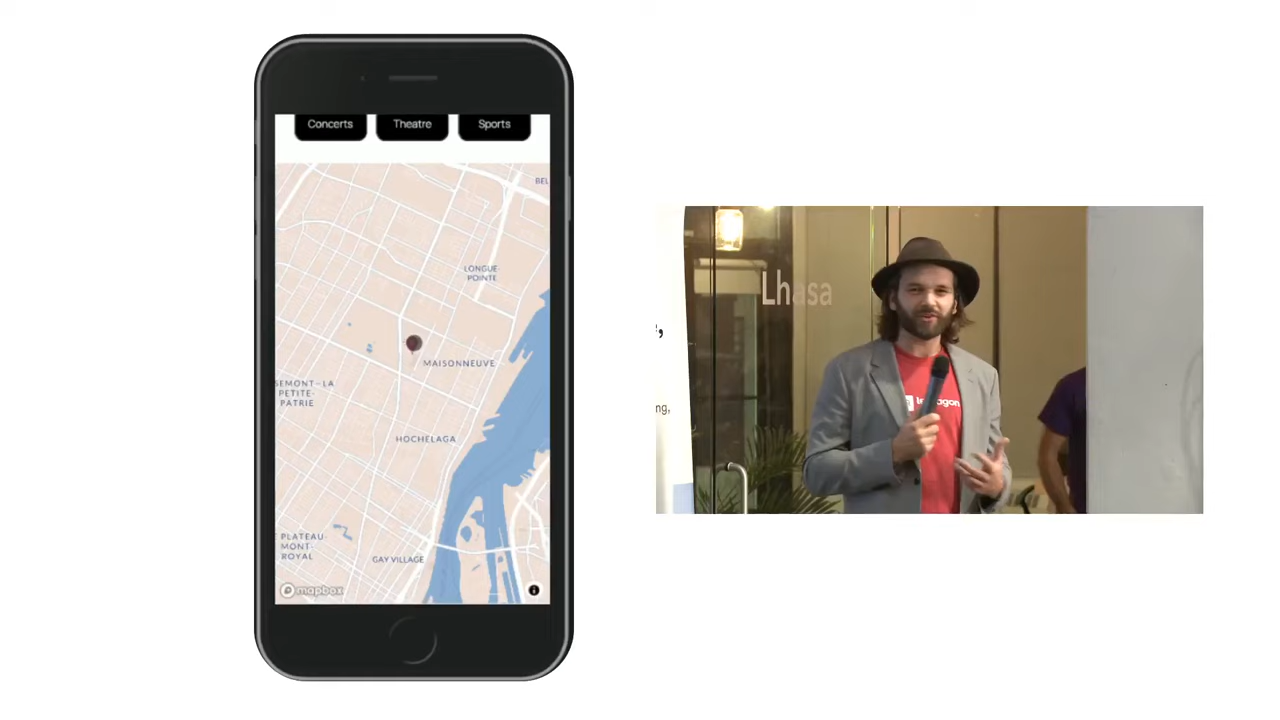 Concerts Theatre Sports
BEL
LONGUE-
POINTE
MAISONNEUVE
SEMONT–LA
PETITE-
PATRIE
HOCHELAGA
PLATEAU
MONT-
ROYAL
GAY VILLAGE
mapbox
Lhasa
ng,